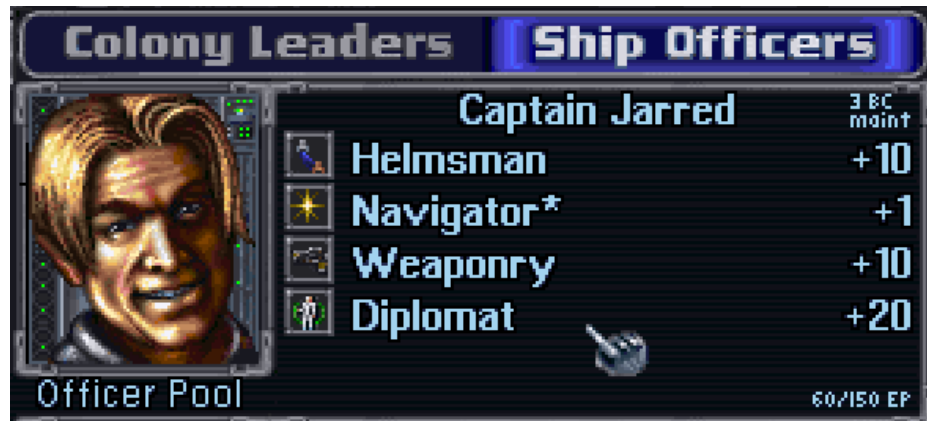 Colony Leaders
Ship Officers
Captain Jarred
3 BC
maint
Helmsman +10
Navigator* +1
Weaponry +10
Diplomat +20
Officer Pool
60/150 EP